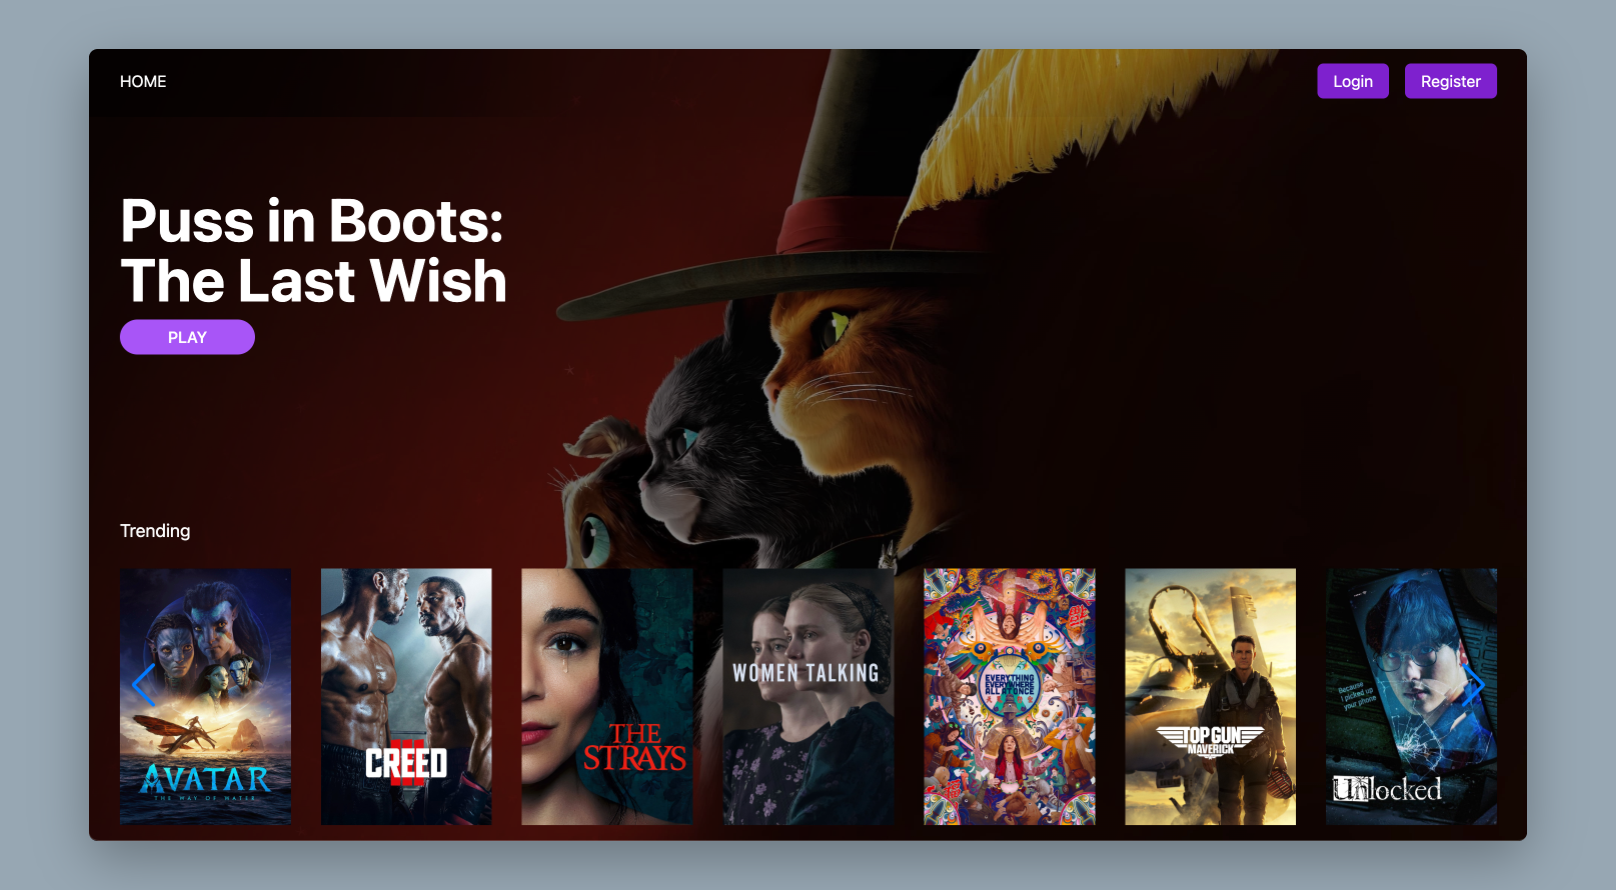 HOME
Login
Register
Puss in Boots:
The Last Wish
PLAY
Trending
AVATAR
THE WAY OF WATER
CREED
III
THE
STRAYS
WOMEN TALKING
EVERYTHING
EVERYWHERE
ALL AT ONCE
TOP GUN
MAVERICK
Because
I picked up
your phone
Unlocked